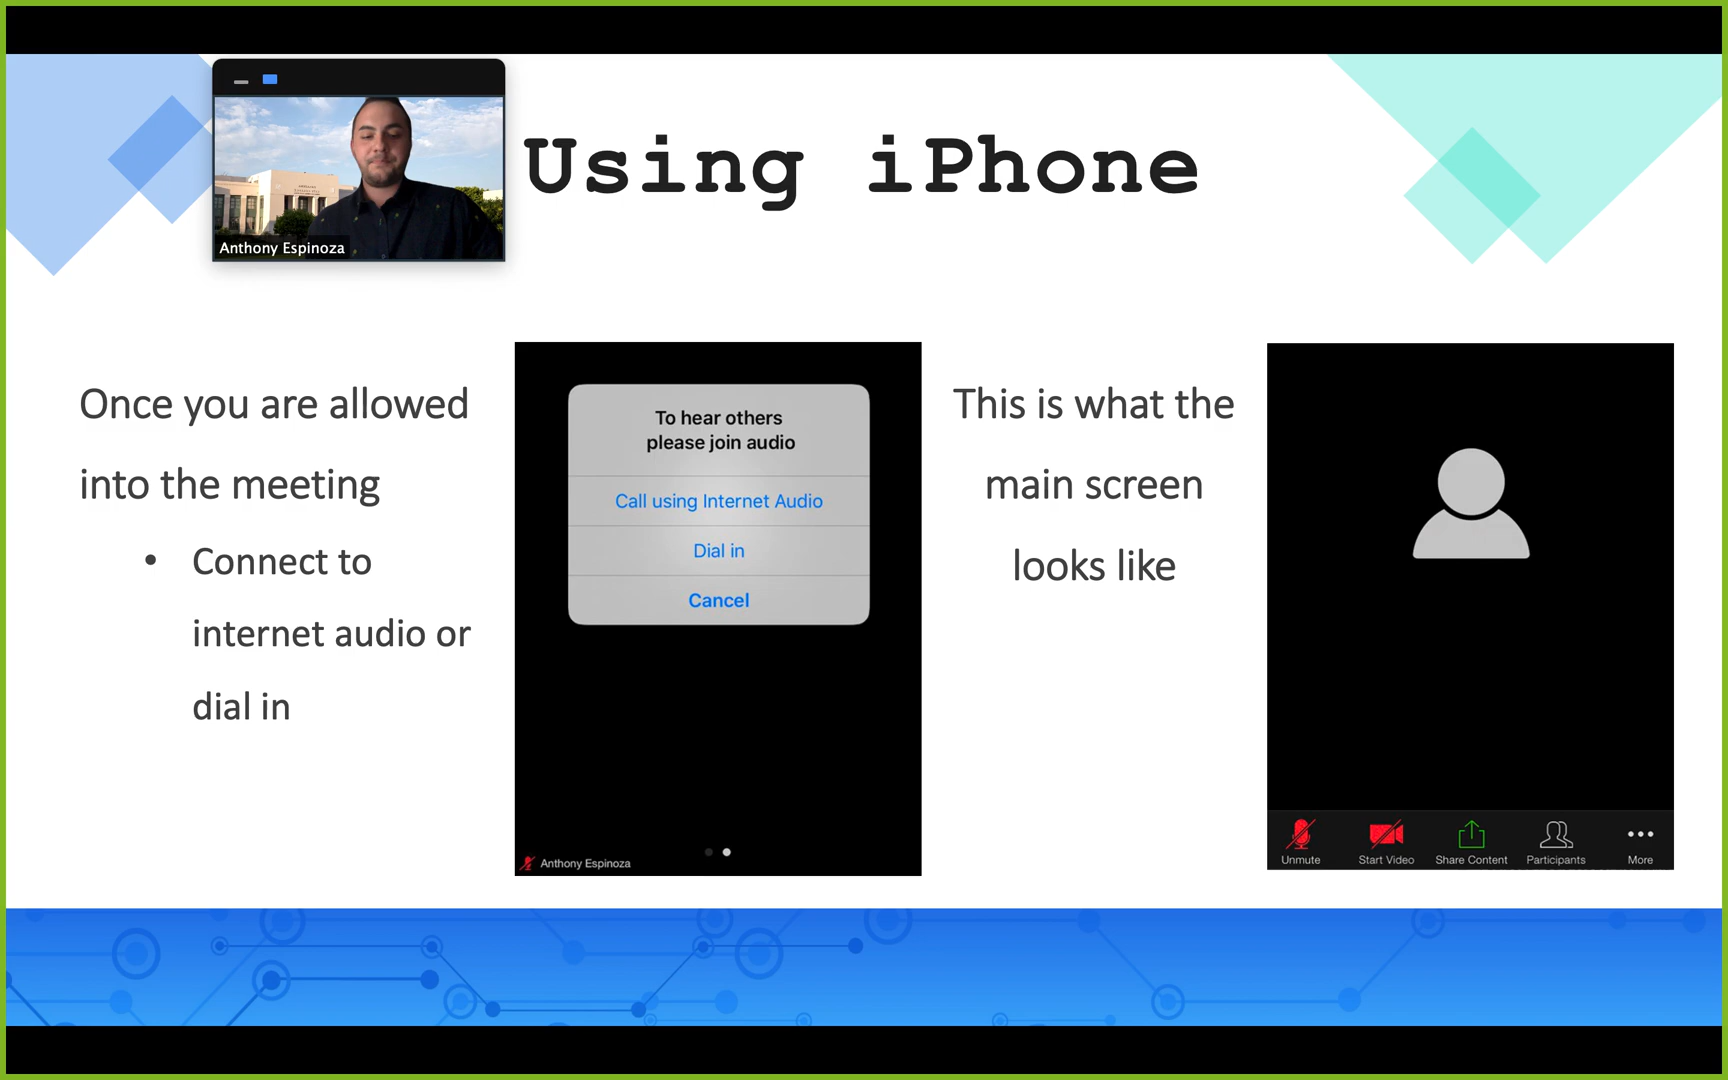 Using iPhone
Anthony Espinoza
Once you are allowed
into the meeting
• Connect to
internet audio or
dial in
To hear others
please join audio
Call using Internet Audio
Dial in
Cancel
Anthony Espinoza
This is what the
main screen
looks like
Unmute
Start Video
Share Content
Participants
More